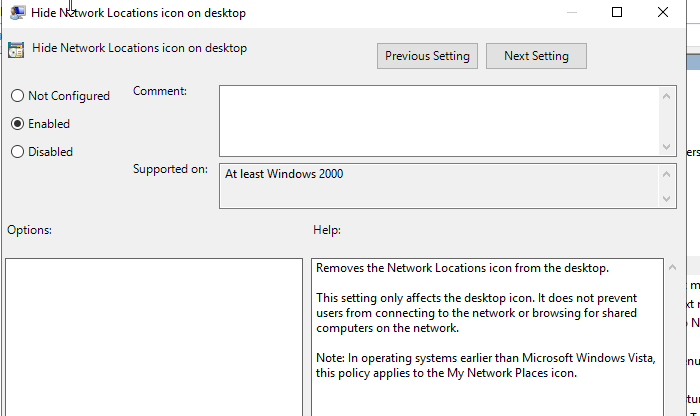 Hide Network Locations icon on desktop
Hide Network Locations icon on desktop
Previous Setting
Next Setting
Not Configured
Comment:
Enabled
Disabled
Supported on:
At least Windows 2000
Options:
Help:
Removes the Network Locations icon from the desktop.
This setting only affects the desktop icon. It does not prevent
users from connecting to the network or browsing for shared
computers on the network.
Note: In operating systems earlier than Microsoft Windows Vista,
this policy applies to the My Network Places icon.